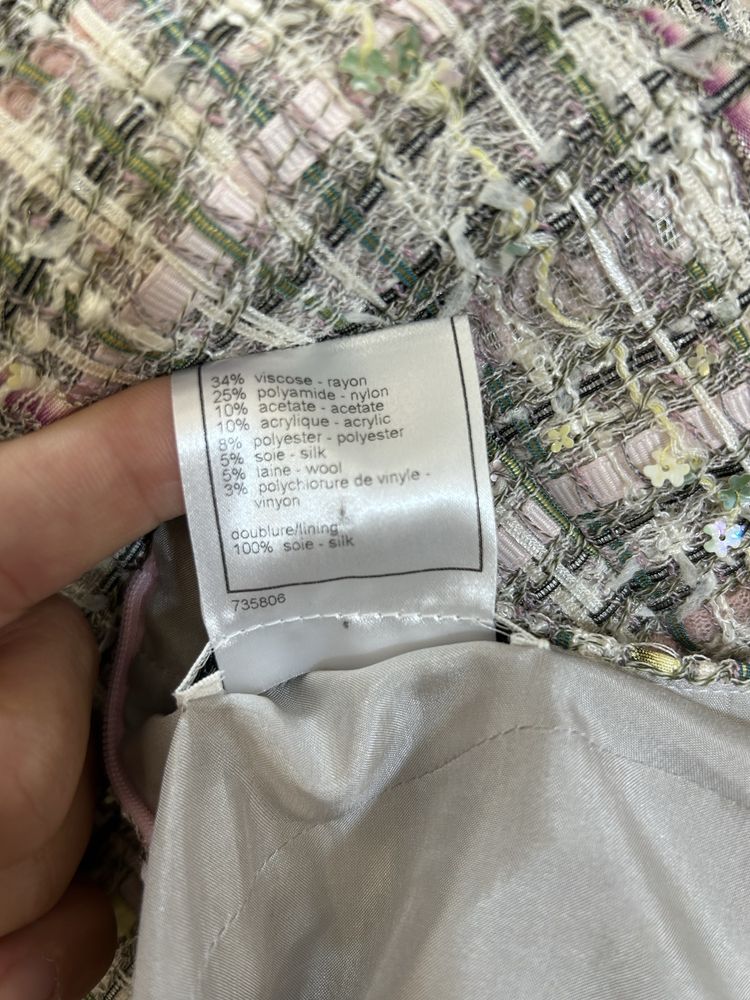 34% viscose - rayon
25% polyamide - nylon
10% acetate - acetate
10% acrylique - acrylic
8% polyester - polyester
5% soie - silk
5% laine - wool
3% polychlorure de vinyle -
vinyon
doublure/lining
100% soie - silk
735806